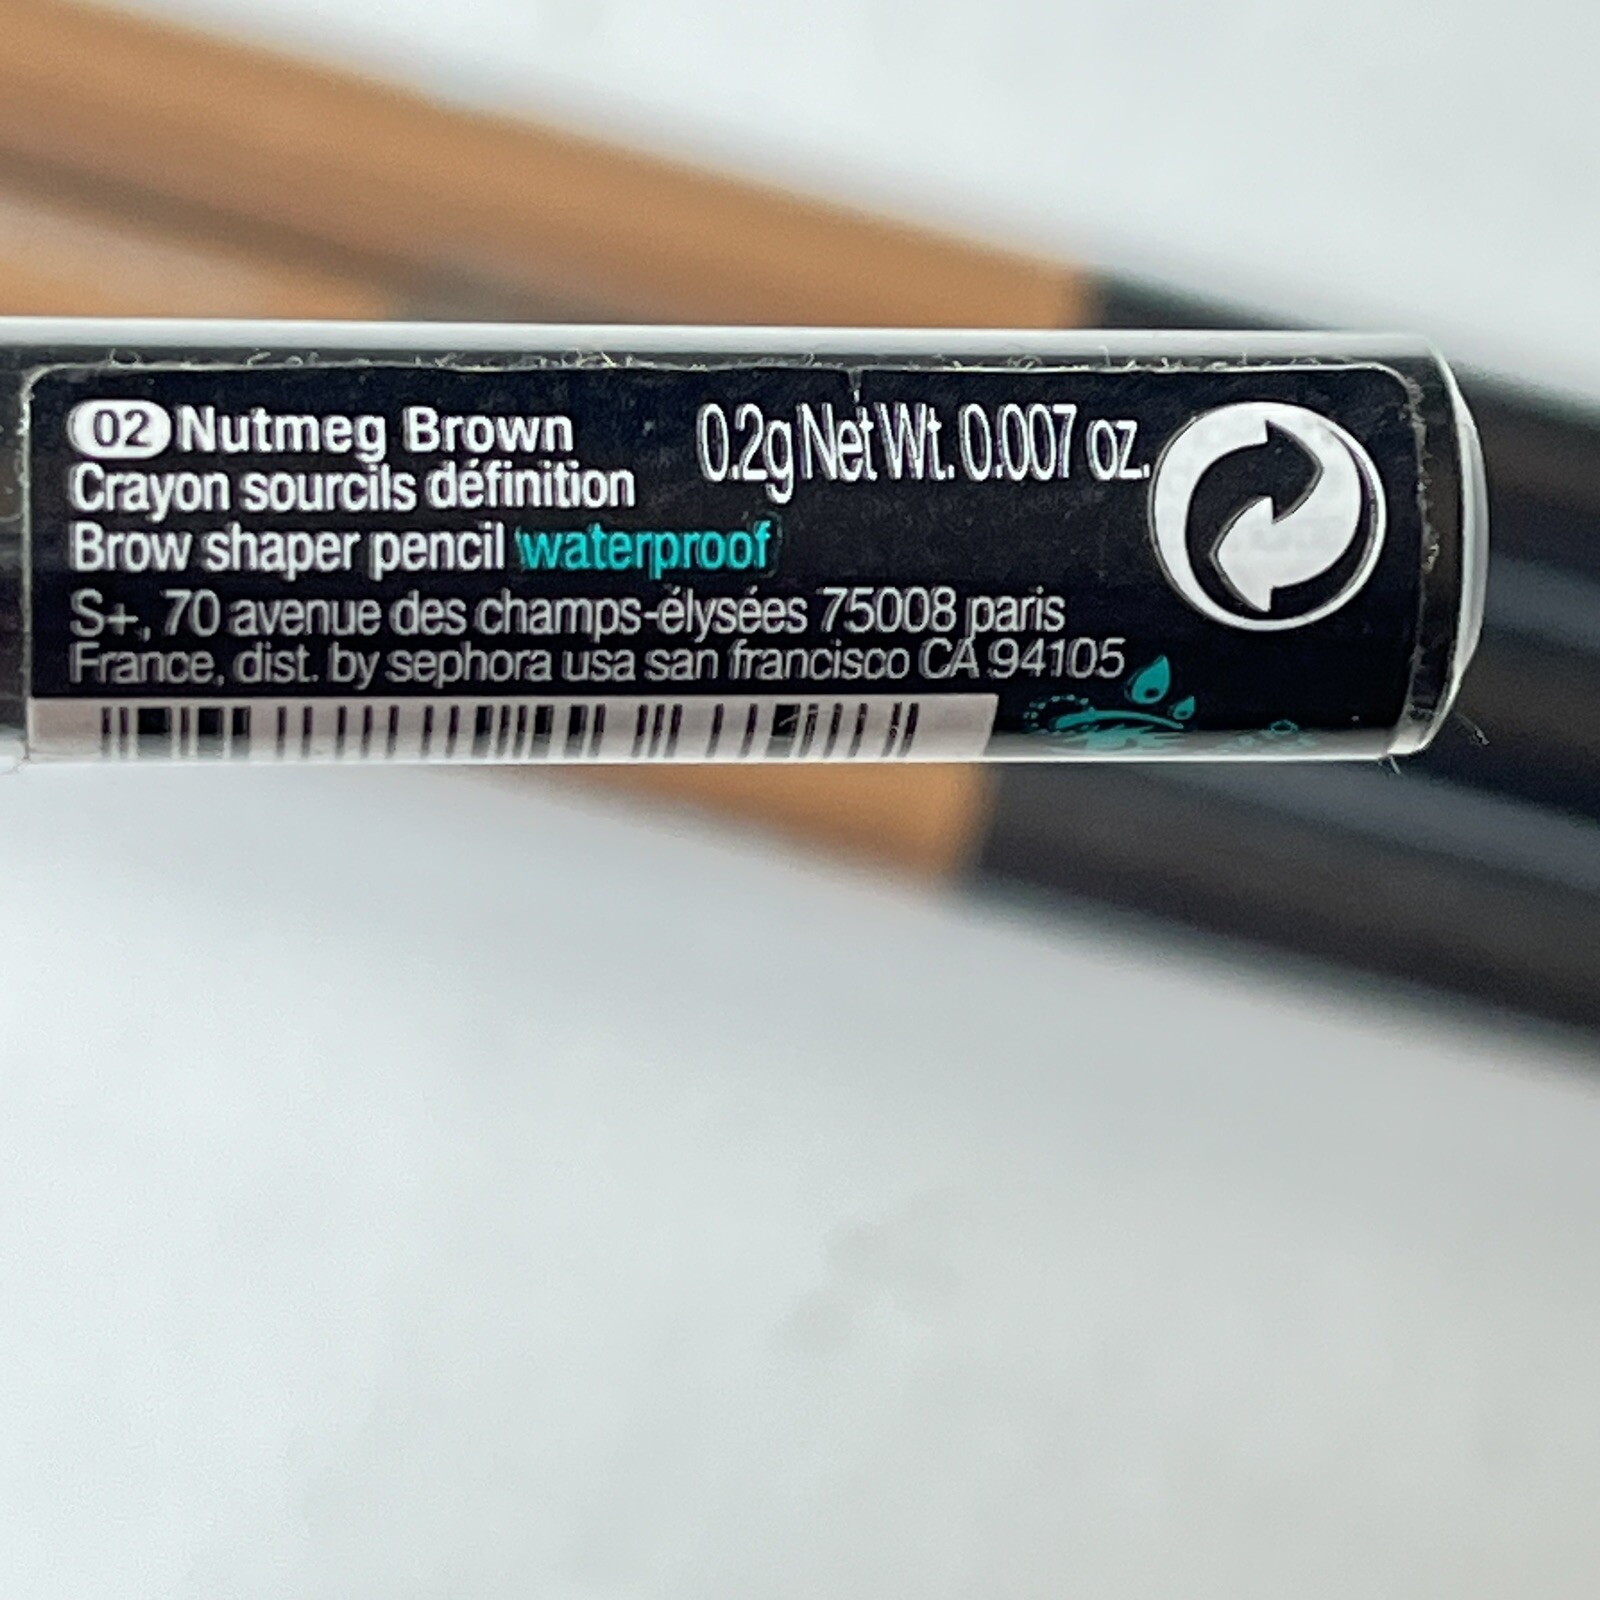 02 Nutmeg Brown
0.2g Net Wt. 0.007 oz.
Crayon sourcils définition
Brow shaper pencil waterproof
S+, 70 avenue des champs-élysées 75008 paris
France, dist. by sephora usa san francisco CA 94105